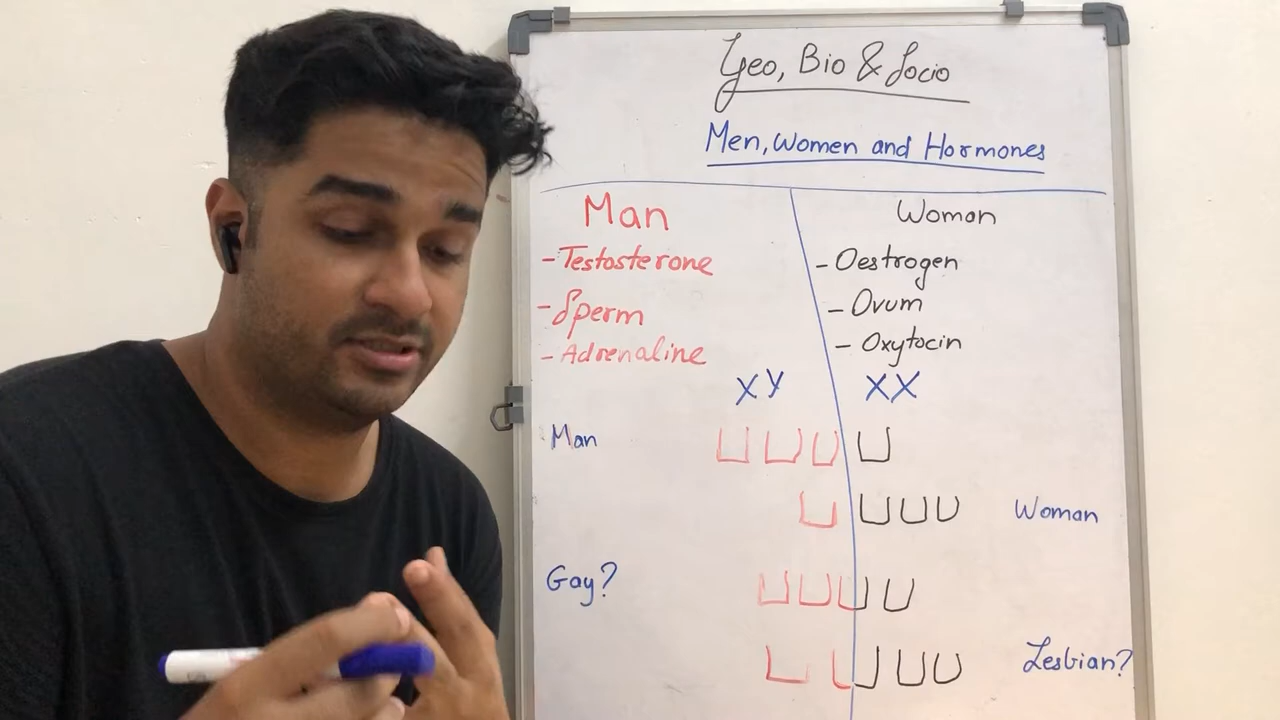 Geo, Bio & Socio
Men, Women and Hormones
Man
- Testosterone
- Sperm
- Adrenaline
XY
Woman
- Oestrogen
- Ovum
- Oxytocin
XX
Man
Woman
Gay?
Lesbian?